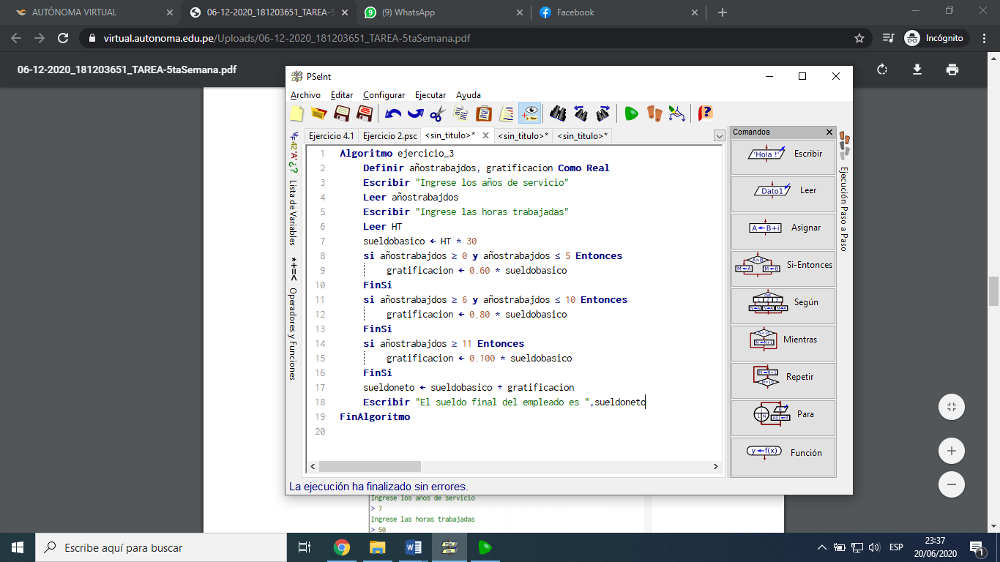 AUTÓNOMA VIRTUAL
06-12-2020_181203651_TAREA-5
(9) WhatsApp
Facebook
virtual.autonoma.edu.pe/Uploads/06-12-2020_181203651_TAREA-5taSemana.pdf
Incógnito
06-12-2020_181203651_TAREA-5taSemana.pdf
PSeInt
Archivo Editar Configurar Ejecutar Ayuda
Ejercicio 4.1 Ejercicio 2.psc <sin_titulo>* <sin_titulo>* <sin_titulo>*
Lista de Variables
Operadores y Funciones
1 Algoritmo ejercicio_3
2 Definir añostrabajdos, gratificacion Como Real
3 Escribir "Ingrese los años de servicio"
4 Leer añostrabajdos
5 Escribir "Ingrese las horas trabajadas"
6 Leer HT
7 sueldobasico ← HT * 30
8 si añostrabajdos ≥ 0 y añostrabajdos ≤ 5 Entonces
9 gratificacion ← 0.60 * sueldobasico
10 FinSi
11 si añostrabajdos ≥ 6 y añostrabajdos ≤ 10 Entonces
12 gratificacion ← 0.80 * sueldobasico
13 FinSi
14 si añostrabajdos ≥ 11 Entonces
15 gratificacion ← 0.100 * sueldobasico
16 FinSi
17 sueldoneto ← sueldobasico + gratificacion
18 Escribir "El sueldo final del empleado es ",sueldoneto
19 FinAlgoritmo
20
Comandos
'Hola !' Escribir
Dato1 Leer
A←B+i Asignar
A>B M←A M←B Si-Entonces
Según
Mientras
Repetir
Para
y←f(x) Función
Ejecución Paso a Paso
La ejecución ha finalizado sin errores.
Ingrese los años de servicio
> 7
Ingrese las horas trabajadas
> 50
Escribe aquí para buscar
ESP
23:37
20/06/2020
1